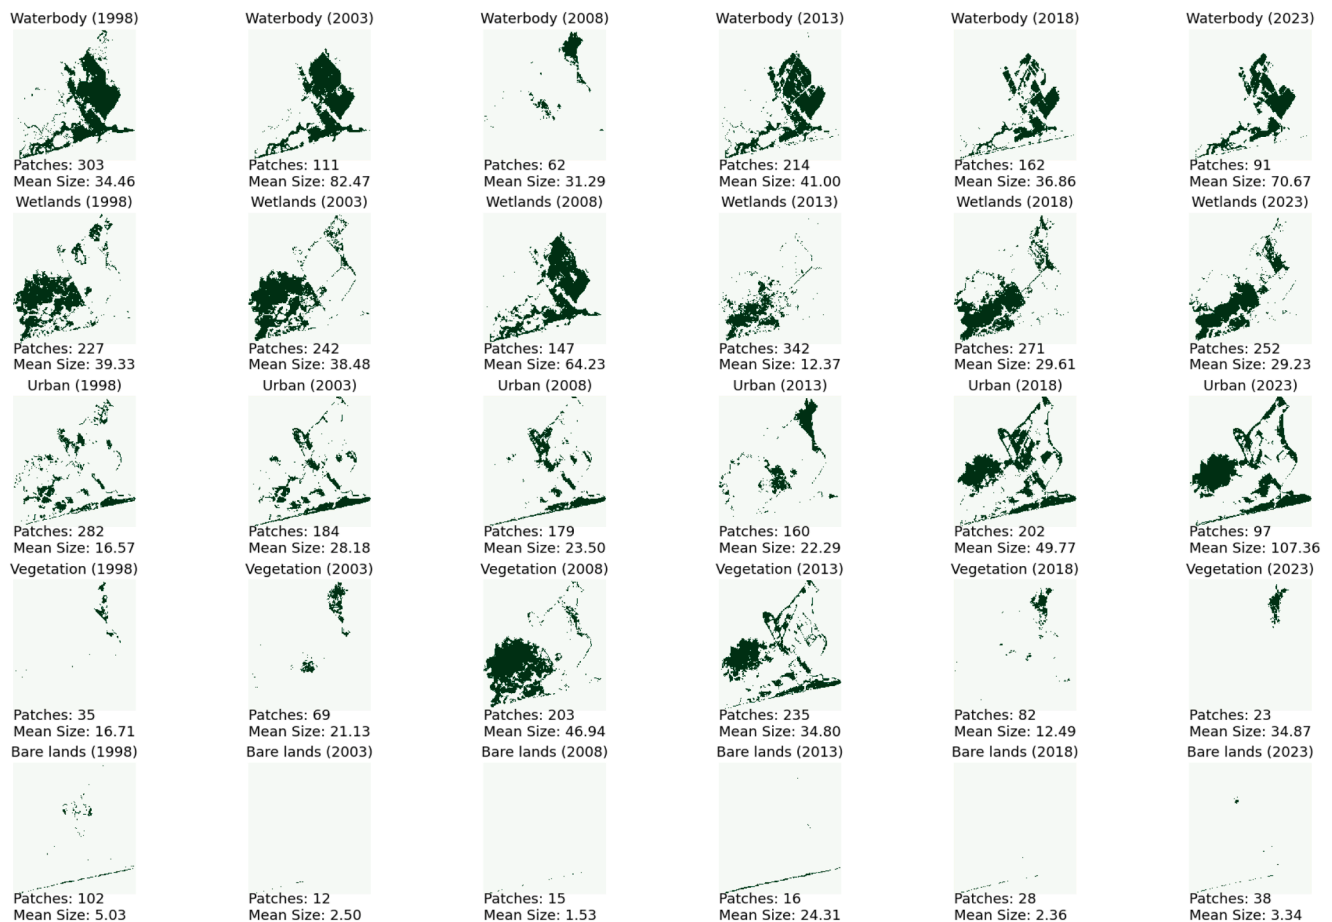 Waterbody (1998) Waterbody (2003) Waterbody (2008) Waterbody (2013) Waterbody (2018) Waterbody (2023)
Patches: 303 Patches: 111 Patches: 62 Patches: 214 Patches: 162 Patches: 91
Mean Size: 34.46 Mean Size: 82.47 Mean Size: 31.29 Mean Size: 41.00 Mean Size: 36.86 Mean Size: 70.67
Wetlands (1998) Wetlands (2003) Wetlands (2008) Wetlands (2013) Wetlands (2018) Wetlands (2023)
Patches: 227 Patches: 242 Patches: 147 Patches: 342 Patches: 271 Patches: 252
Mean Size: 39.33 Mean Size: 38.48 Mean Size: 64.23 Mean Size: 12.37 Mean Size: 29.61 Mean Size: 29.23
Urban (1998) Urban (2003) Urban (2008) Urban (2013) Urban (2018) Urban (2023)
Patches: 282 Patches: 184 Patches: 179 Patches: 160 Patches: 202 Patches: 97
Mean Size: 16.57 Mean Size: 28.18 Mean Size: 23.50 Mean Size: 22.29 Mean Size: 49.77 Mean Size: 107.36
Vegetation (1998) Vegetation (2003) Vegetation (2008) Vegetation (2013) Vegetation (2018) Vegetation (2023)
Patches: 35 Patches: 69 Patches: 203 Patches: 235 Patches: 82 Patches: 23
Mean Size: 16.71 Mean Size: 21.13 Mean Size: 46.94 Mean Size: 34.80 Mean Size: 12.49 Mean Size: 34.87
Bare lands (1998) Bare lands (2003) Bare lands (2008) Bare lands (2013) Bare lands (2018) Bare lands (2023)
Patches: 102 Patches: 12 Patches: 15 Patches: 16 Patches: 28 Patches: 38
Mean Size: 5.03 Mean Size: 2.50 Mean Size: 1.53 Mean Size: 24.31 Mean Size: 2.36 Mean Size: 3.34